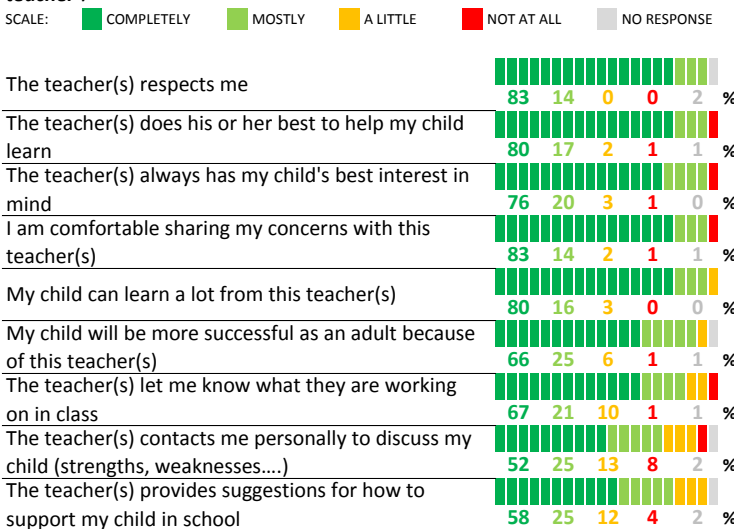 teacher?
SCALE: COMPLETELY MOSTLY A LITTLE NOT AT ALL NO RESPONSE
The teacher(s) respects me
83 14 0 0 2 %
The teacher(s) does his or her best to help my child
learn
80 17 2 1 1 %
The teacher(s) always has my child's best interest in
mind
76 20 3 1 0 %
I am comfortable sharing my concerns with this
teacher(s)
83 14 2 1 1 %
My child can learn a lot from this teacher(s)
80 16 3 0 0 %
My child will be more successful as an adult because
of this teacher(s)
66 25 6 1 1 %
The teacher(s) let me know what they are working
on in class
67 21 10 1 1 %
The teacher(s) contacts me personally to discuss my
child (strengths, weaknesses....)
52 25 13 8 2 %
The teacher(s) provides suggestions for how to
support my child in school
58 25 12 4 2 %